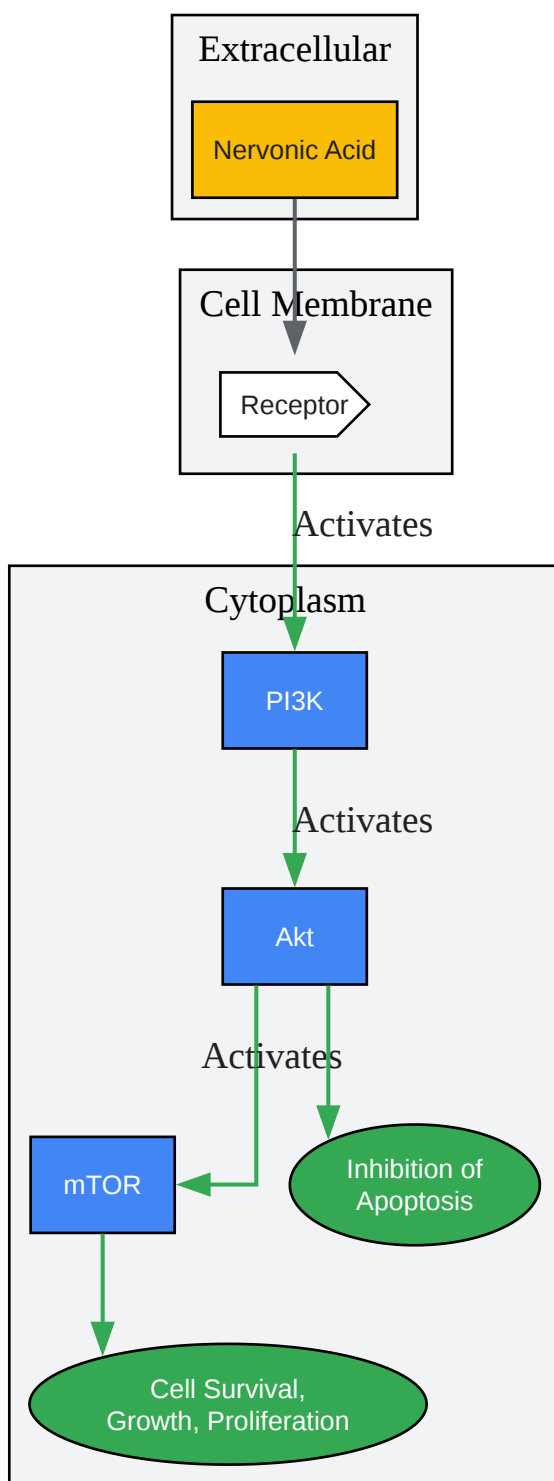 Extracellular
Nervonic Acid
Cell Membrane
Receptor
Activates
Cytoplasm
PI3K
Activates
Akt
Activates
mTOR
Inhibition of
Apoptosis
Cell Survival,
Growth, Proliferation